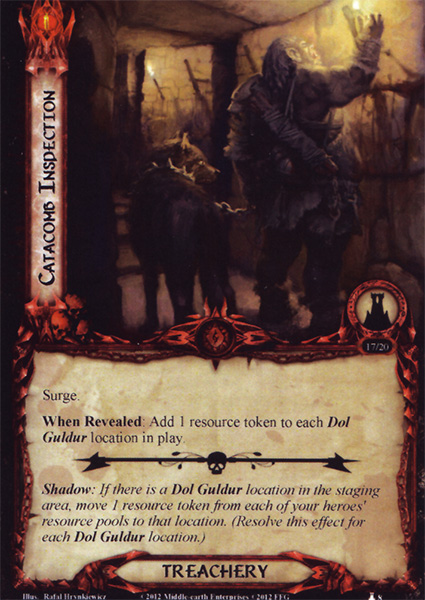 Catacomb Inspection
17/20
Surge.
When Revealed: Add 1 resource token to each Dol
Guldur location in play.
Shadow: If there is a Dol Guldur location in the staging
area, move 1 resource token from each of your heroes'
resource pools to that location. (Resolve this effect for
each Dol Guldur location.)
TREACHERY
Illus. Rafał Hrynkiewicz ©2012 Middle-earth Enterprises ©2012 FFG 8